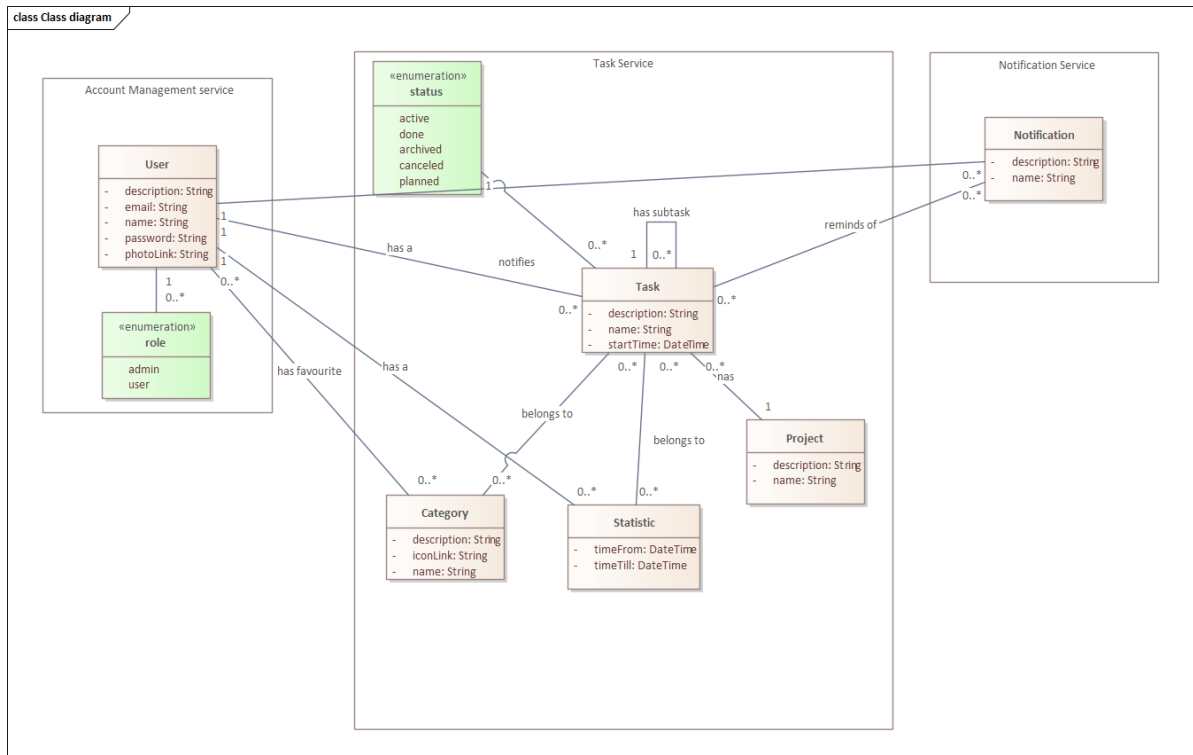 class Class diagram
Account Management service
User
- description: String
- email: String
- name: String
- password: String
- photoLink: String
1
1
1
1
0..*
0..*
«enumeration»
role
admin
user
has favourite
has a
has a
notifies
Task Service
«enumeration»
status
active
done
archived
canceled
planned
1
0..*
has subtask
1
0..*
Task
- description: String
- name: String
- startTime: DateTime
0..*
0..*
0..*
0..*
0..*
has
1
belongs to
belongs to
Project
- description: String
- name: String
0..*
0..*
0..*
0..*
Category
- description: String
- iconLink: String
- name: String
Statistic
- timeFrom: DateTime
- timeTill: DateTime
Notification Service
Notification
- description: String
- name: String
0..*
0..*
reminds of